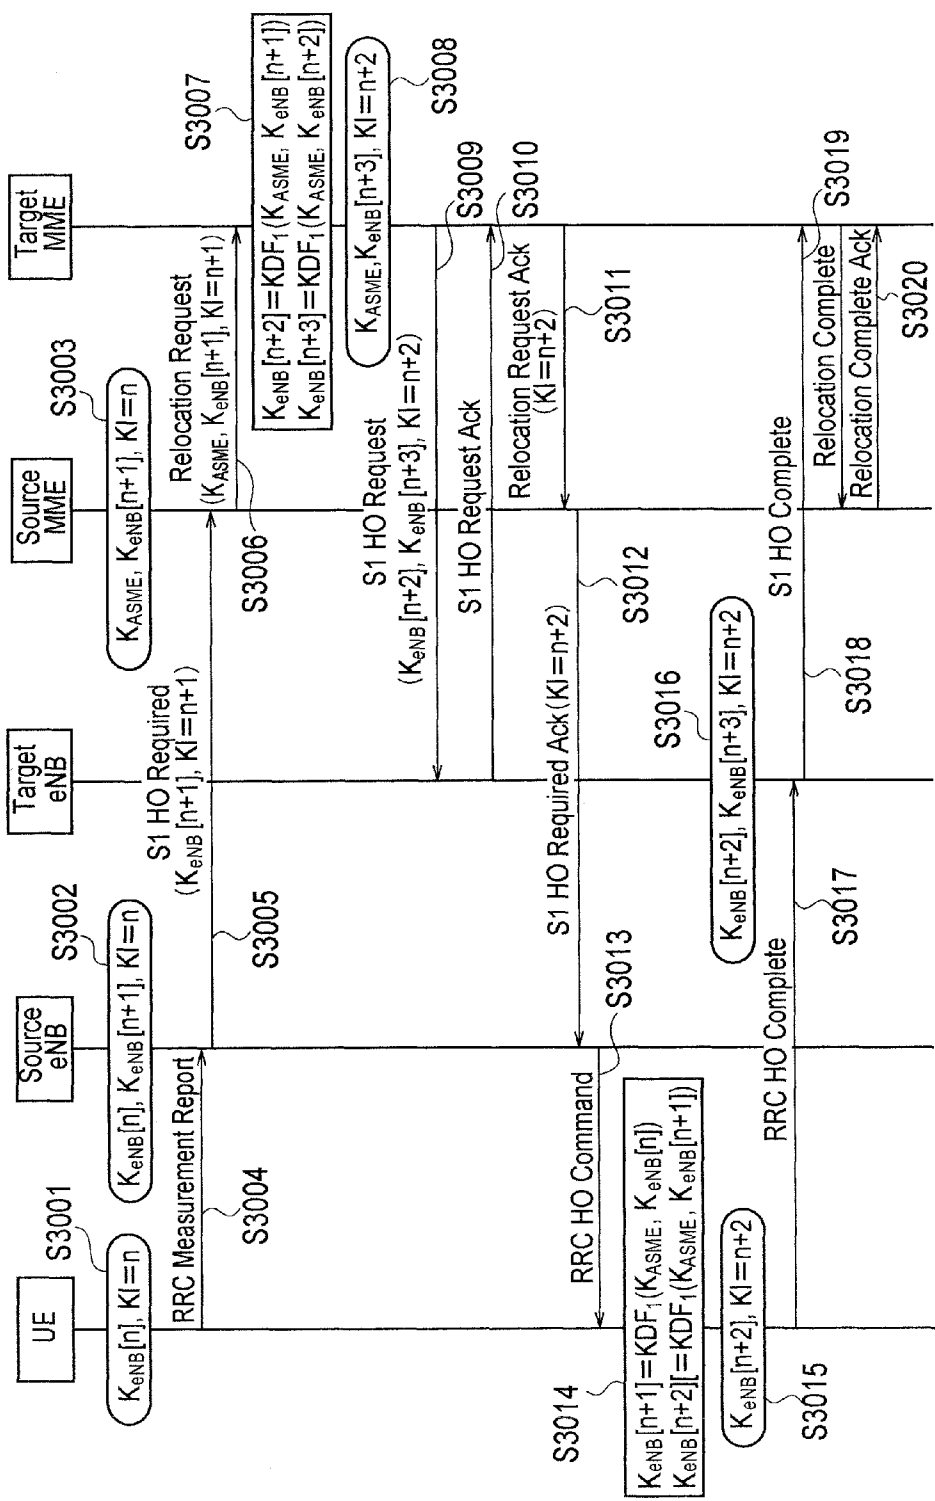 UE
Source
eNB
Target
eNB
Source
MME
Target
MME
S3001
KeNB[n], KI=n
S3002
KeNB[n], KeNB[n+1], KI=n
S3003
KASME, KeNB[n+1], KI=n
RRC Measurement Report
S3004
S1 HO Required
(KeNB[n+1], KI=n+1)
S3005
Relocation Request
(KASME, KeNB[n+1], KI=n+1)
S3006
S3007
KeNB[n+2]=KDF1(KASME, KeNB[n+1])
KeNB[n+3]=KDF1(KASME, KeNB[n+2])
KASME, KeNB[n+3], KI=n+2
S3008
S1 HO Request
(KeNB[n+2], KeNB[n+3], KI=n+2)
S3009
S1 HO Request Ack
S3010
Relocation Request Ack
(KI=n+2)
S3011
S3012
S1 HO Required Ack(KI=n+2)
S3013
RRC HO Command
S3014
KeNB[n+1]=KDF1(KASME, KeNB[n])
KeNB[n+2][=KDF1(KASME, KeNB[n+1])
KeNB[n+2], KI=n+2
S3015
S3016
KeNB[n+2], KeNB[n+3], KI=n+2
RRC HO Complete
S3017
S1 HO Complete
S3018
S3019
Relocation Complete
Relocation Complete Ack
S3020